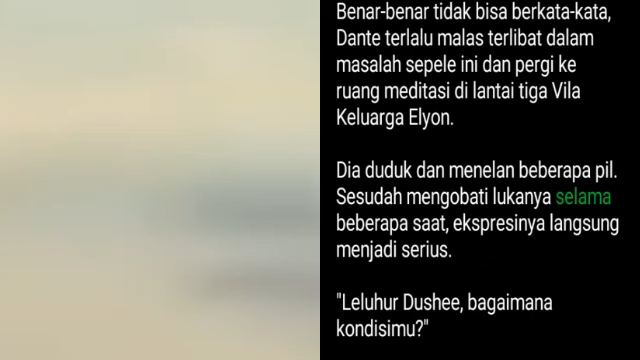 Benar-benar tidak bisa berkata-kata,
Dante terlalu malas terlibat dalam
masalah sepele ini dan pergi ke
ruang meditasi di lantai tiga Vila
Keluarga Elyon.
Dia duduk dan menelan beberapa pil.
Sesudah mengobati lukanya selama
beberapa saat, ekspresinya langsung
menjadi serius.
"Leluhur Dushee, bagaimana
kondisimu?"